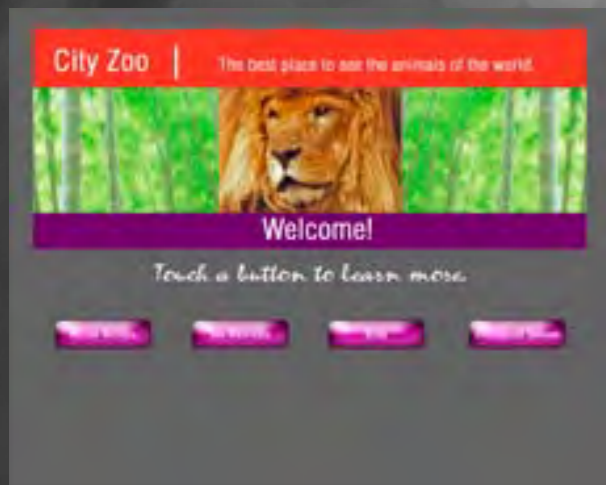 City Zoo
The best place to see the animals of the world.
Welcome!
Touch a button to learn more.